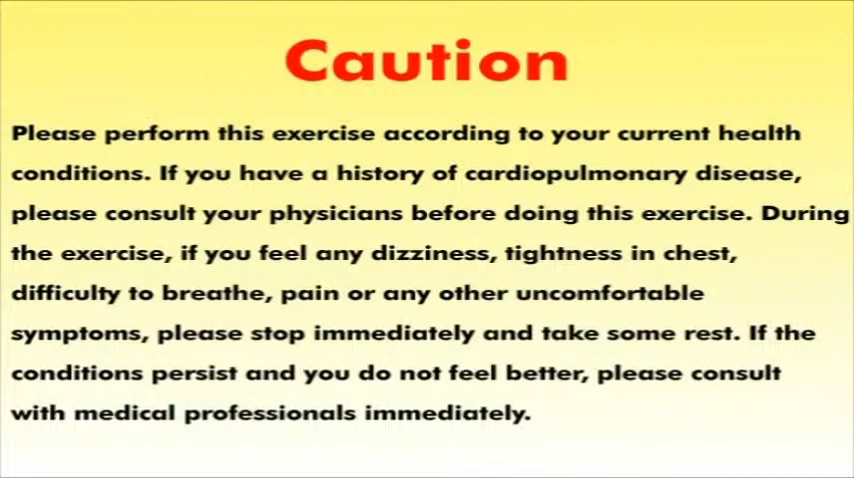 Caution
Please perform this exercise according to your current health
conditions. If you have a history of cardiopulmonary disease,
please consult your physicians before doing this exercise. During
the exercise, if you feel any dizziness, tightness in chest,
difficulty to breathe, pain or any other uncomfortable
symptoms, please stop immediately and take some rest. If the
conditions persist and you do not feel better, please consult
with medical professionals immediately.